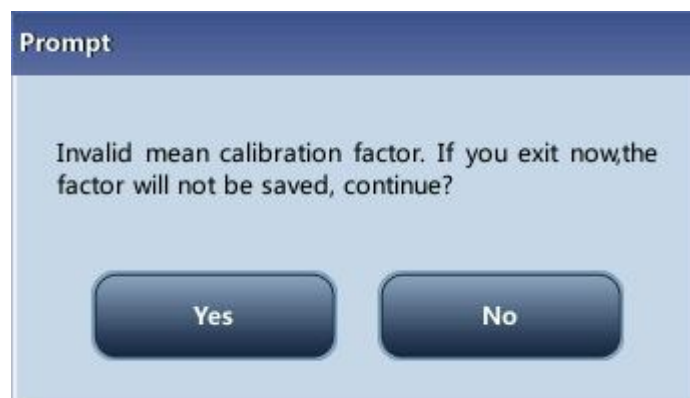 Prompt
Invalid mean calibration factor. If you exit now,the
factor will not be saved, continue?
Yes
No